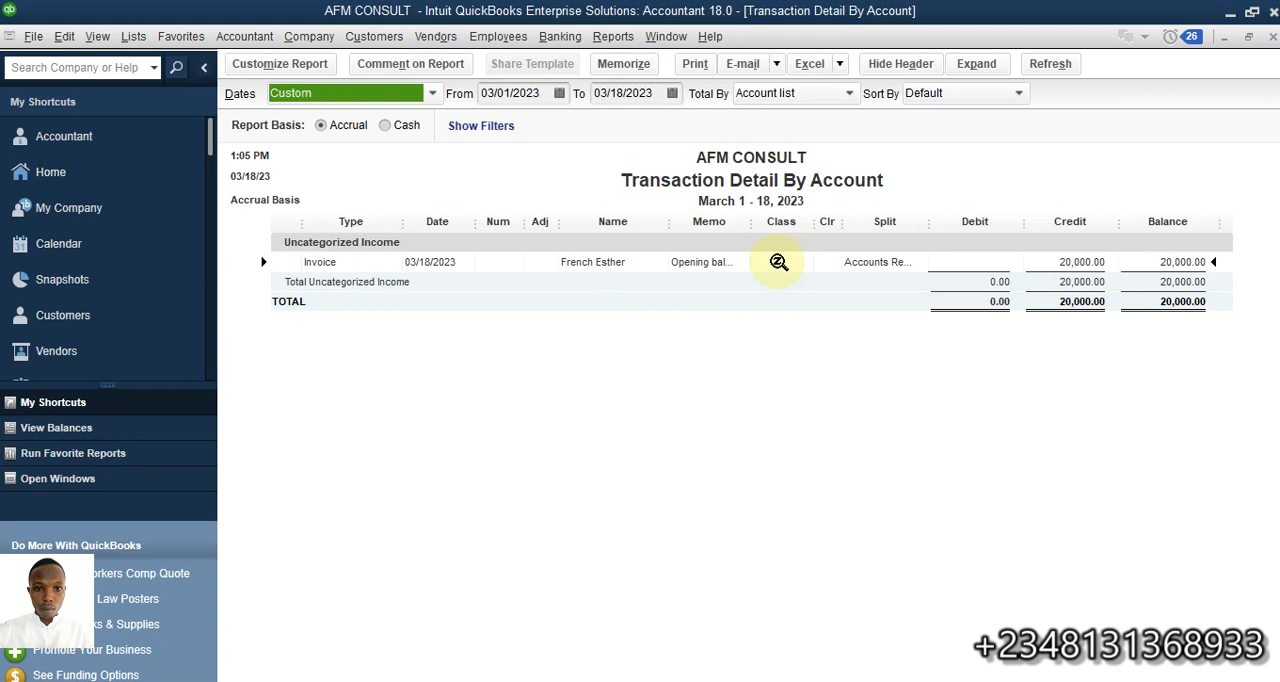 AFM CONSULT - Intuit QuickBooks Enterprise Solutions: Accountant 18.0 - [Transaction Detail By Account]
File Edit View Lists Favorites Accountant Company Customers Vendors Employees Banking Reports Window Help 26
Search Company or Help
Customize Report Comment on Report Share Template Memorize Print E-mail Excel Hide Header Expand Refresh
Dates Custom From 03/01/2023 To 03/18/2023 Total By Account list Sort By Default
Report Basis: Accrual Cash Show Filters
My Shortcuts
Accountant
Home
My Company
Calendar
Snapshots
Customers
Vendors
My Shortcuts
View Balances
Run Favorite Reports
Open Windows
Do More With QuickBooks
orkers Comp Quote
Law Posters
ks & Supplies
Promote Your Business
See Funding Options
1:05 PM
03/18/23
Accrual Basis
AFM CONSULT
Transaction Detail By Account
March 1 - 18, 2023
Type Date Num Adj Name Memo Class Clr Split Debit Credit Balance
Uncategorized Income
Invoice 03/18/2023 French Esther Opening bal... Accounts Re... 20,000.00 20,000.00
Total Uncategorized Income 0.00 20,000.00 20,000.00
TOTAL 0.00 20,000.00 20,000.00
+2348131368933